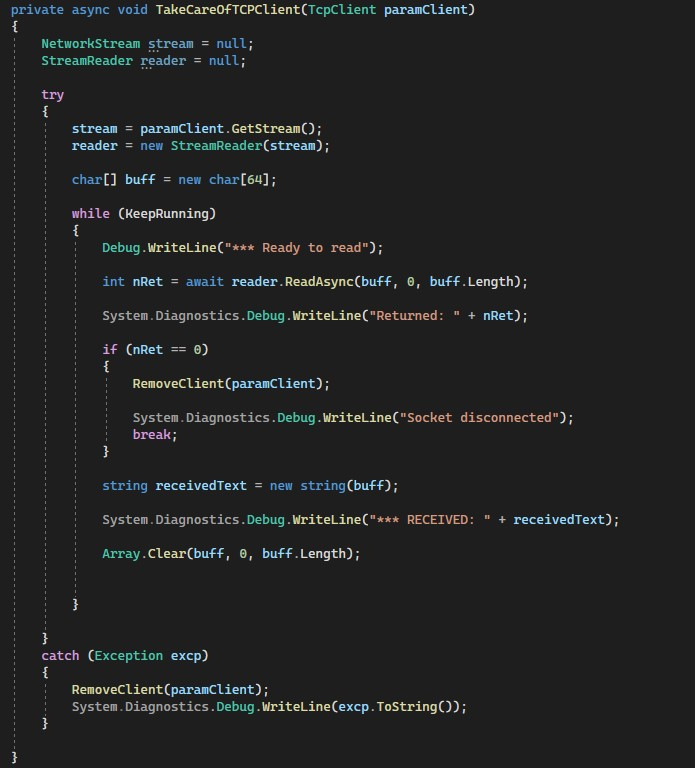 private async void TakeCareOfTCPClient(TcpClient paramClient)
{
    NetworkStream stream = null;
    StreamReader reader = null;

    try
    {
        stream = paramClient.GetStream();
        reader = new StreamReader(stream);

        char[] buff = new char[64];

        while (KeepRunning)
        {
            Debug.WriteLine("*** Ready to read");

            int nRet = await reader.ReadAsync(buff, 0, buff.Length);

            System.Diagnostics.Debug.WriteLine("Returned: " + nRet);

            if (nRet == 0)
            {
                RemoveClient(paramClient);

                System.Diagnostics.Debug.WriteLine("Socket disconnected");
                break;
            }

            string receivedText = new string(buff);

            System.Diagnostics.Debug.WriteLine("*** RECEIVED: " + receivedText);

            Array.Clear(buff, 0, buff.Length);


        }

    }
    catch (Exception excp)
    {
        RemoveClient(paramClient);
        System.Diagnostics.Debug.WriteLine(excp.ToString());
    }

}